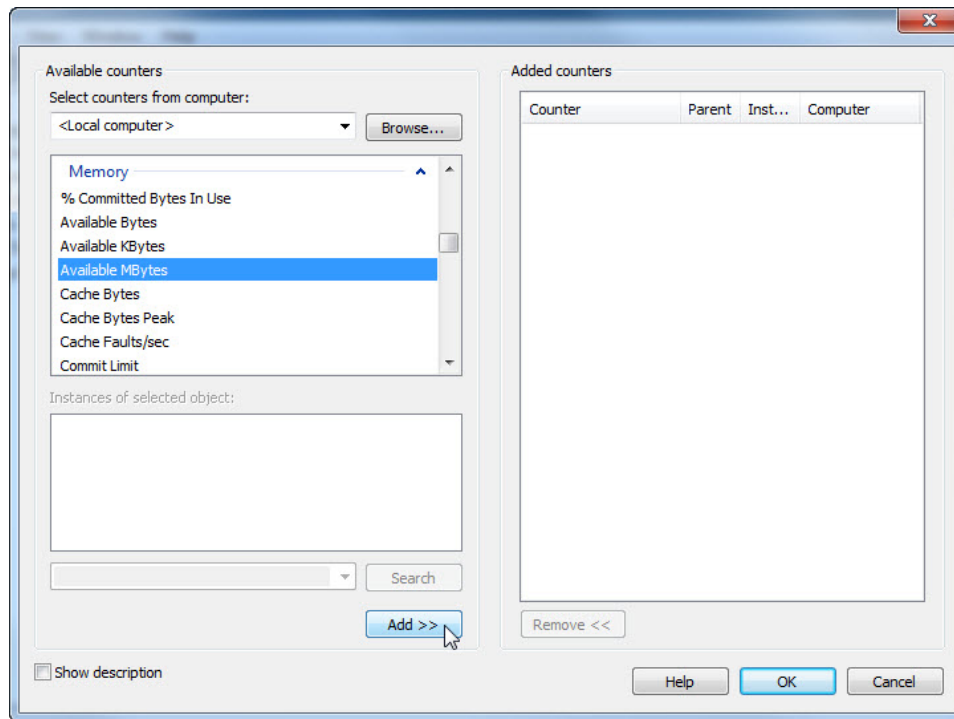 Help
Available counters
Select counters from computer:
<Local computer>
Browse...
Memory
% Committed Bytes In Use
Available Bytes
Available KBytes
Available MBytes
Cache Bytes
Cache Bytes Peak
Cache Faults/sec
Commit Limit
Instances of selected object:
Search
Add >>
Show description
Added counters
Counter Parent Inst... Computer
Remove <<
Help OK Cancel